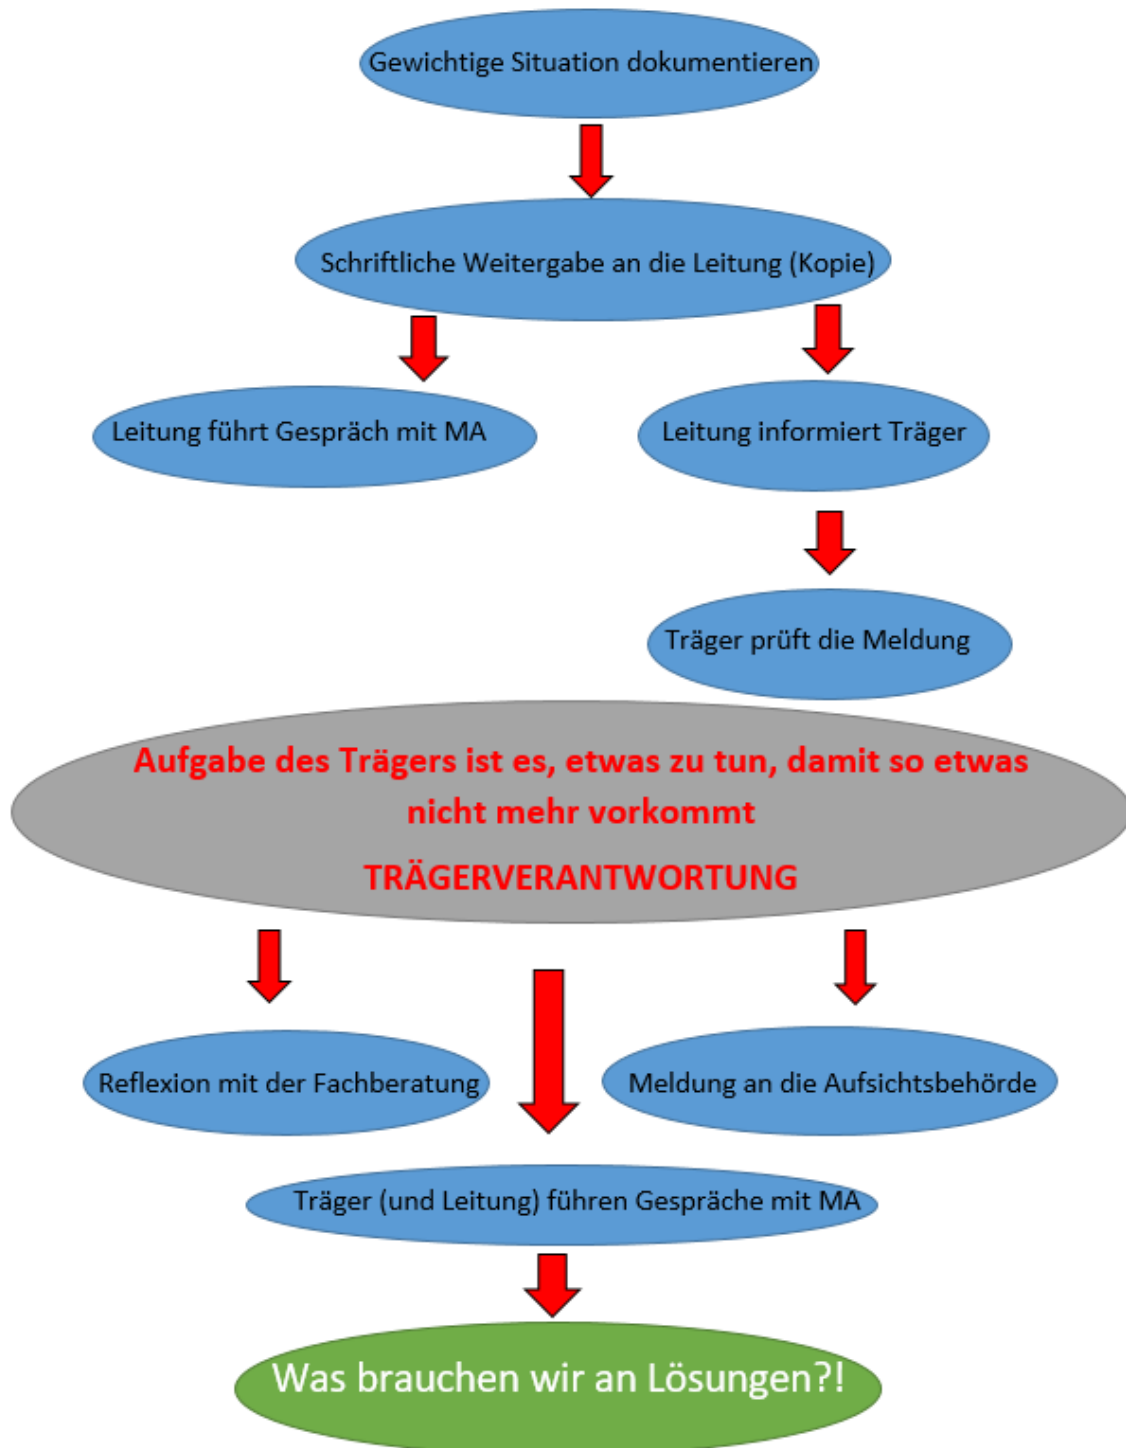 Gewichtige Situation dokumentieren
Schriftliche Weitergabe an die Leitung (Kopie)
Leitung führt Gespräch mit MA
Leitung informiert Träger
Träger prüft die Meldung
Aufgabe des Trägers ist es, etwas zu tun, damit so etwas
nicht mehr vorkommt
TRÄGERVERANTWORTUNG
Reflexion mit der Fachberatung
Meldung an die Aufsichtsbehörde
Träger (und Leitung) führen Gespräche mit MA
Was brauchen wir an Lösungen?!